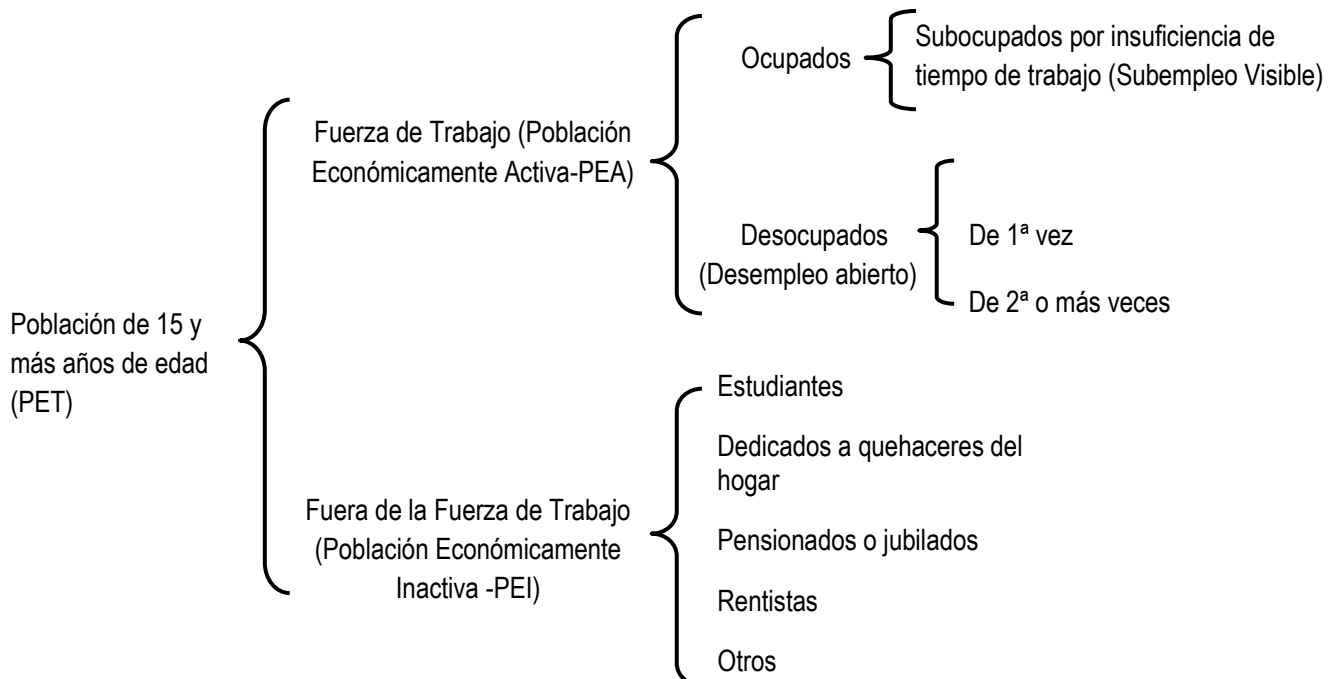 Población de 15 y
más años de edad
(PET)
Fuerza de Trabajo (Población
Económicamente Activa-PEA)
Ocupados
Subocupados por insuficiencia de
tiempo de trabajo (Subempleo Visible)
Desocupados
(Desempleo abierto)
De 1ª vez
De 2ª o más veces
Fuera de la Fuerza de Trabajo
(Población Económicamente
Inactiva -PEI)
Estudiantes
Dedicados a quehaceres del
hogar
Pensionados o jubilados
Rentistas
Otros